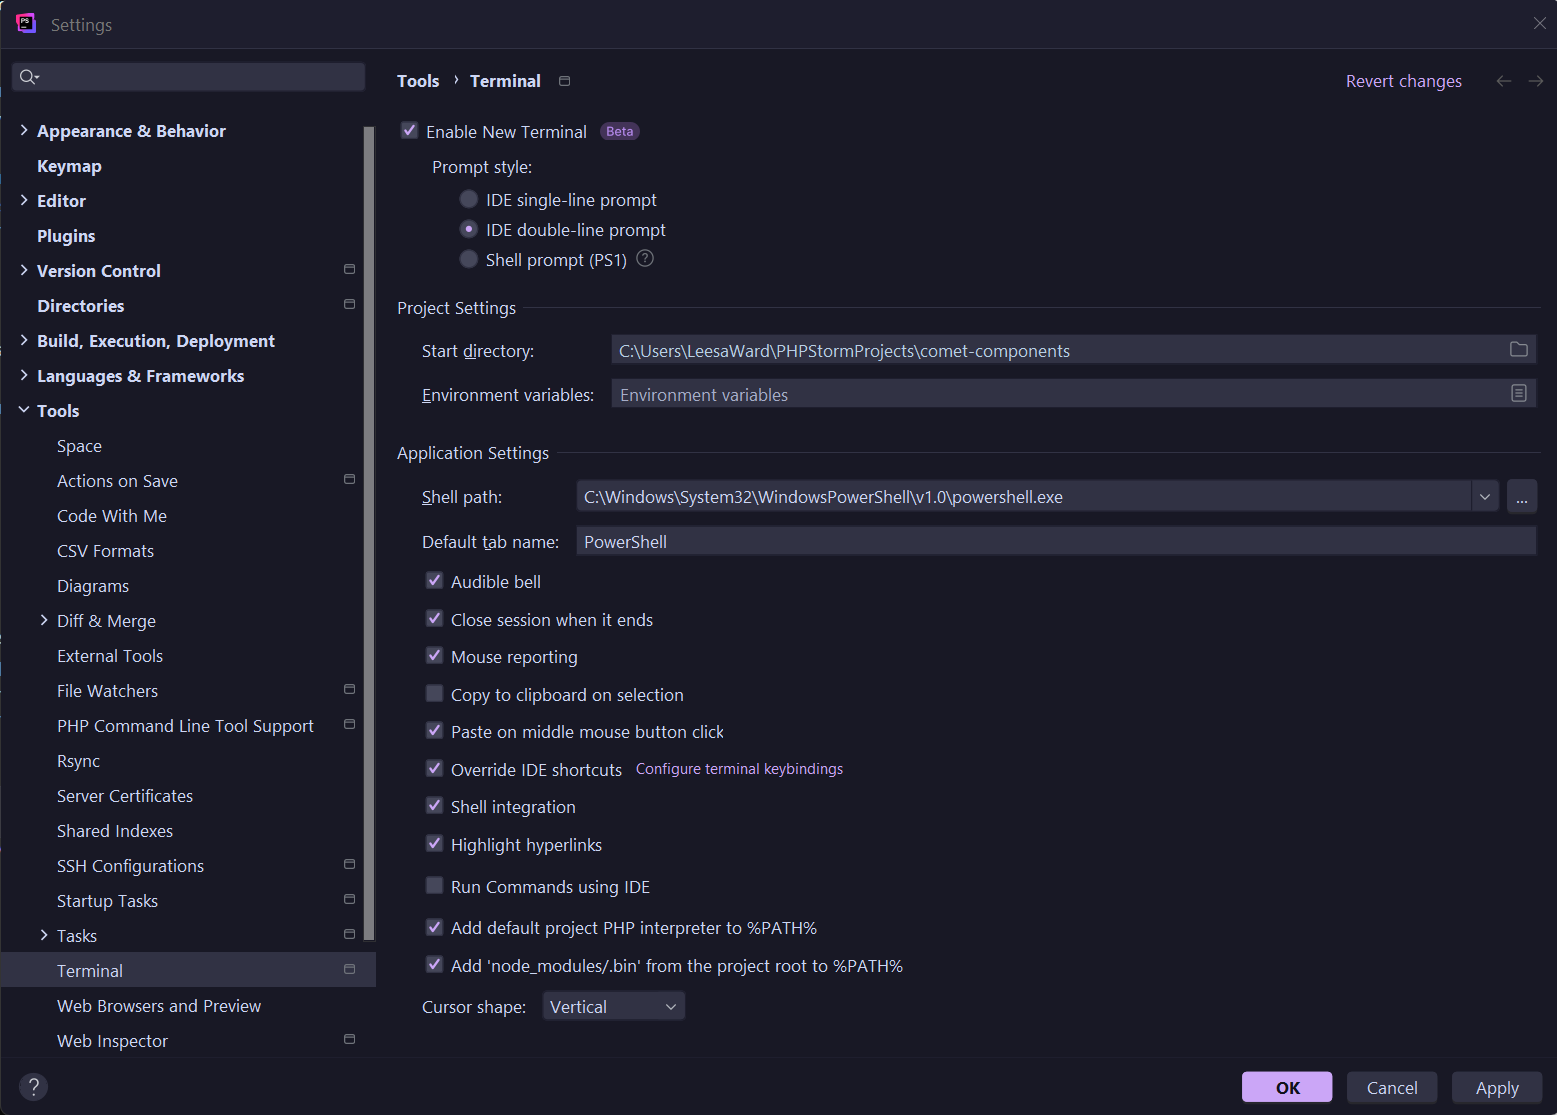 Settings
Appearance & Behavior
Keymap
Editor
Plugins
Version Control
Directories
Build, Execution, Deployment
Languages & Frameworks
Tools
Space
Actions on Save
Code With Me
CSV Formats
Diagrams
Diff & Merge
External Tools
File Watchers
PHP Command Line Tool Support
Rsync
Server Certificates
Shared Indexes
SSH Configurations
Startup Tasks
Tasks
Terminal
Web Browsers and Preview
Web Inspector
Tools › Terminal
Revert changes
Enable New Terminal Beta
Prompt style:
IDE single-line prompt
IDE double-line prompt
Shell prompt (PS1) ?
Project Settings
Start directory: C:\Users\LeesaWard\PHPStormProjects\comet-components
Environment variables: Environment variables
Application Settings
Shell path: C:\Windows\System32\WindowsPowerShell\v1.0\powershell.exe ...
Default tab name: PowerShell
Audible bell
Close session when it ends
Mouse reporting
Copy to clipboard on selection
Paste on middle mouse button click
Override IDE shortcuts Configure terminal keybindings
Shell integration
Highlight hyperlinks
Run Commands using IDE
Add default project PHP interpreter to %PATH%
Add 'node_modules/.bin' from the project root to %PATH%
Cursor shape: Vertical
? OK Cancel Apply